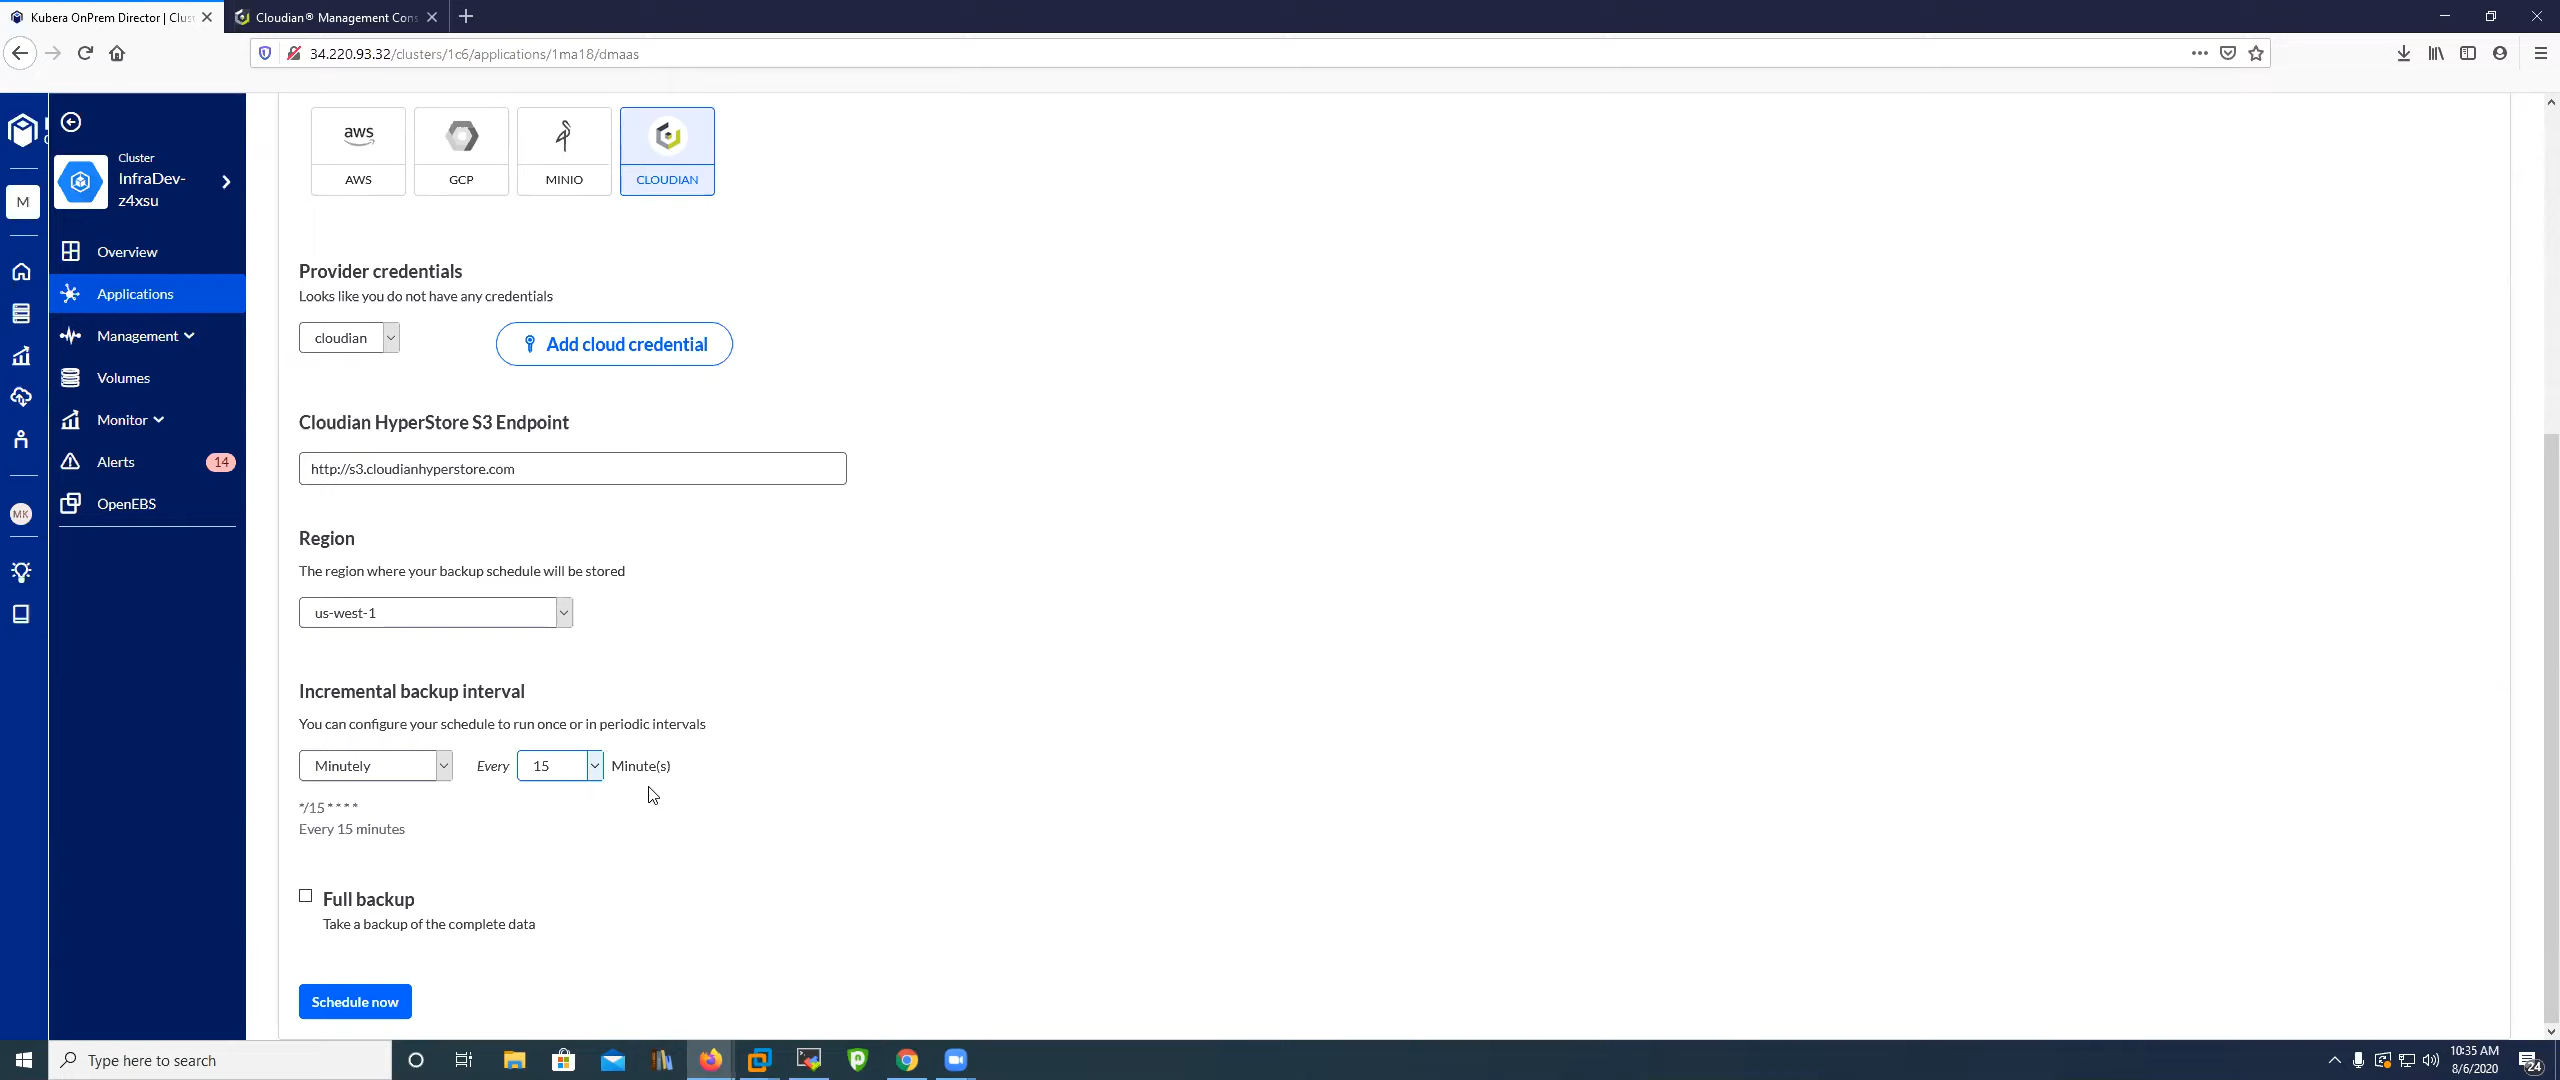 Kubera OnPrem Director | Clus
Cloudian® Management Cons
34.220.93.32/clusters/1c6/applications/1ma18/dmaas
Cluster
InfraDev-
z4xsu
M
Overview
Applications
Management
Volumes
Monitor
Alerts 14
OpenEBS
MK
aws
AWS
GCP
MINIO
CLOUDIAN
Provider credentials
Looks like you do not have any credentials
cloudian
Add cloud credential
Cloudian HyperStore S3 Endpoint
http://s3.cloudianhyperstore.com
Region
The region where your backup schedule will be stored
us-west-1
Incremental backup interval
You can configure your schedule to run once or in periodic intervals
Minutely Every 15 Minute(s)
*/15 * * * *
Every 15 minutes
Full backup
Take a backup of the complete data
Schedule now
Type here to search
10:35 AM
8/6/2020
24